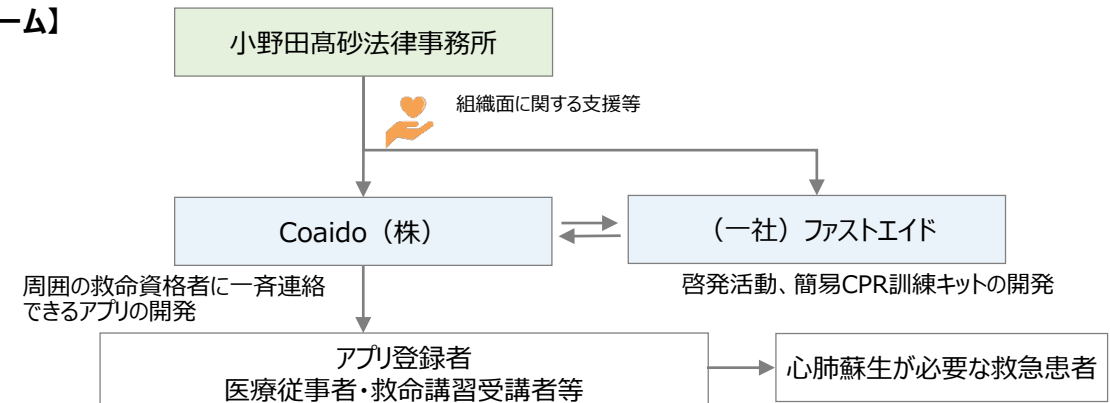 ーム】
小野田髙砂法律事務所
組織面に関する支援等
Coaido（株）
（一社）ファストエイド
周囲の救命資格者に一斉連絡
できるアプリの開発
啓発活動、簡易CPR訓練キットの開発
アプリ登録者
医療従事者・救命講習受講者等
心肺蘇生が必要な救急患者